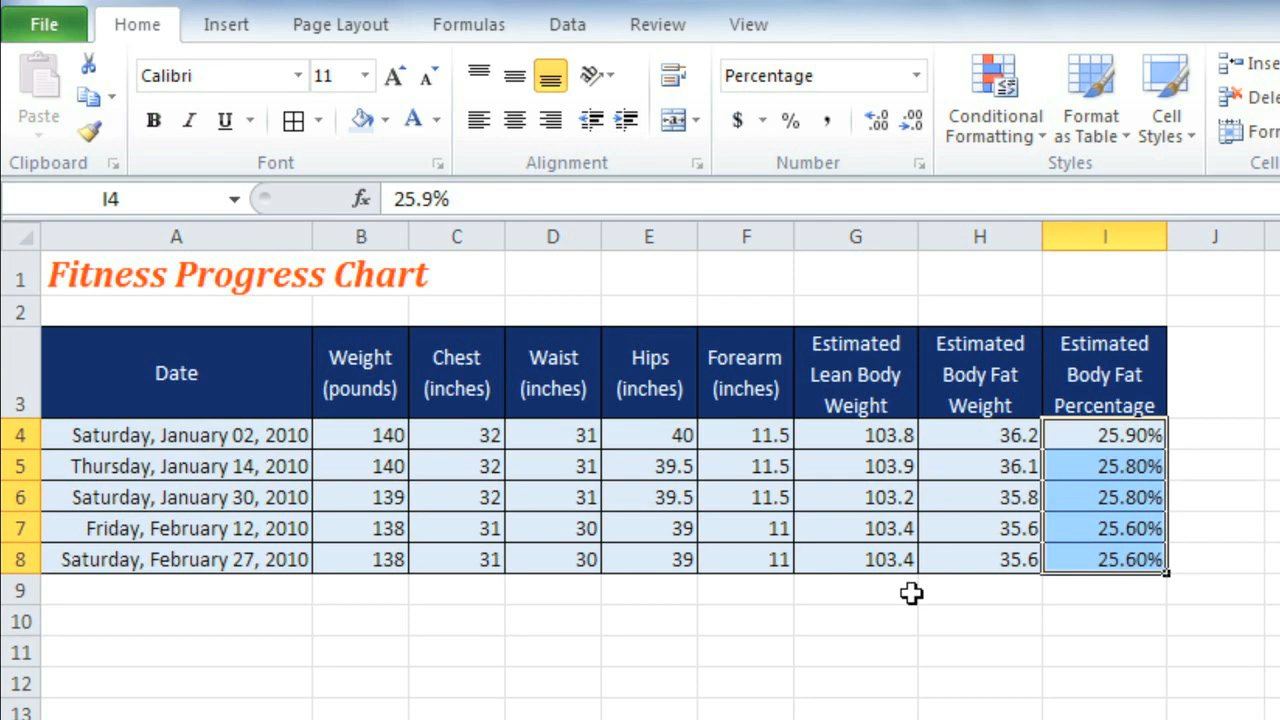 File Home Insert Page Layout Formulas Data Review View
Calibri 11 Percentage
Paste B I U A $ % , Conditional Formatting Format as Table Cell Styles
Clipboard Font Alignment Number Styles
I4 fx 25.9%
A B C D E F G H I J
1 Fitness Progress Chart
2
3 Date Weight (pounds) Chest (inches) Waist (inches) Hips (inches) Forearm (inches) Estimated Lean Body Weight Estimated Body Fat Weight Estimated Body Fat Percentage
4 Saturday, January 02, 2010 140 32 31 40 11.5 103.8 36.2 25.90%
5 Thursday, January 14, 2010 140 32 31 39.5 11.5 103.9 36.1 25.80%
6 Saturday, January 30, 2010 139 32 31 39.5 11.5 103.2 35.8 25.80%
7 Friday, February 12, 2010 138 31 30 39 11 103.4 35.6 25.60%
8 Saturday, February 27, 2010 138 31 30 39 11 103.4 35.6 25.60%
9
10
11
12
13